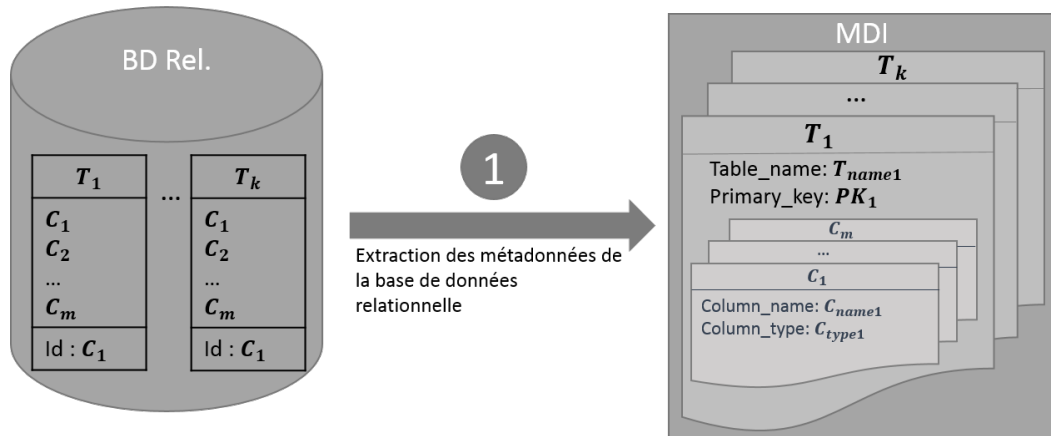 BD Rel.
T1 ... Tk
C1 C1
C2 C2
... ...
Cm Cm
Id : C1 Id : C1
1
Extraction des métadonnées de
la base de données
relationnelle
MDI
Tk
...
T1
Table_name: Tname1
Primary_key: PK1
Cm
...
C1
Column_name: Cname1
Column_type: Ctype1